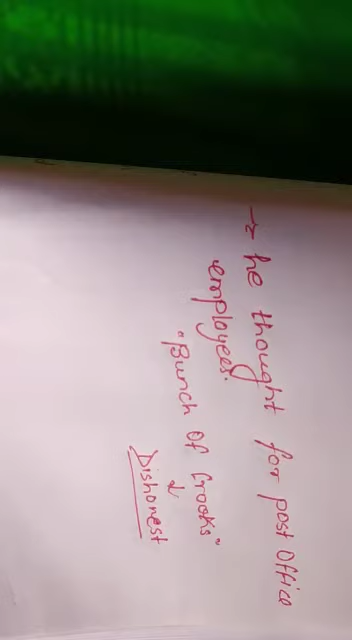 → he thought for post office
employees.
"Bunch Of Crooks"
↓
Dishonest